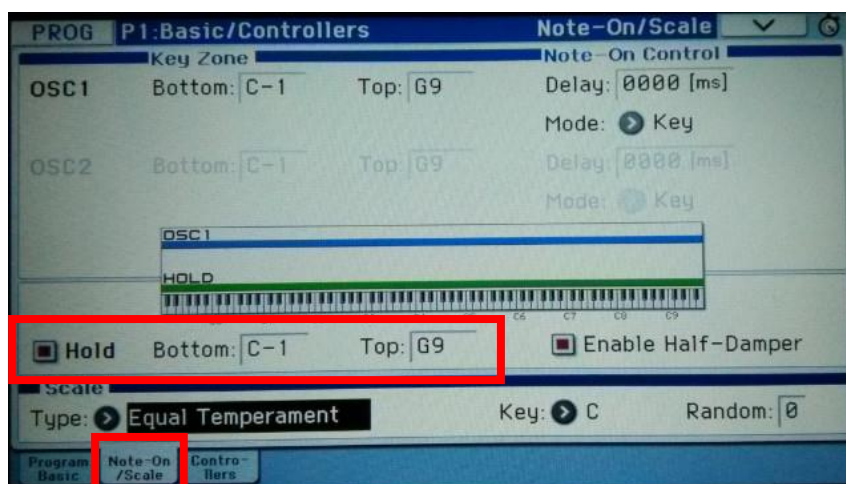 PROG P1:Basic/Controllers Note-On/Scale
Key Zone Note-On Control
OSC1 Bottom: C-1 Top: G9 Delay: 0000 [ms]
Mode: Key
OSC2 Bottom: C-1 Top: G9 Delay: 0000 [ms]
Mode: Key
OSC1
HOLD
C6 C7 C8 C9
Hold Bottom: C-1 Top: G9 Enable Half-Damper
Scale
Type: Equal Temperament Key: C Random: 0
Program Note-On Contro-
Basic /Scale llers